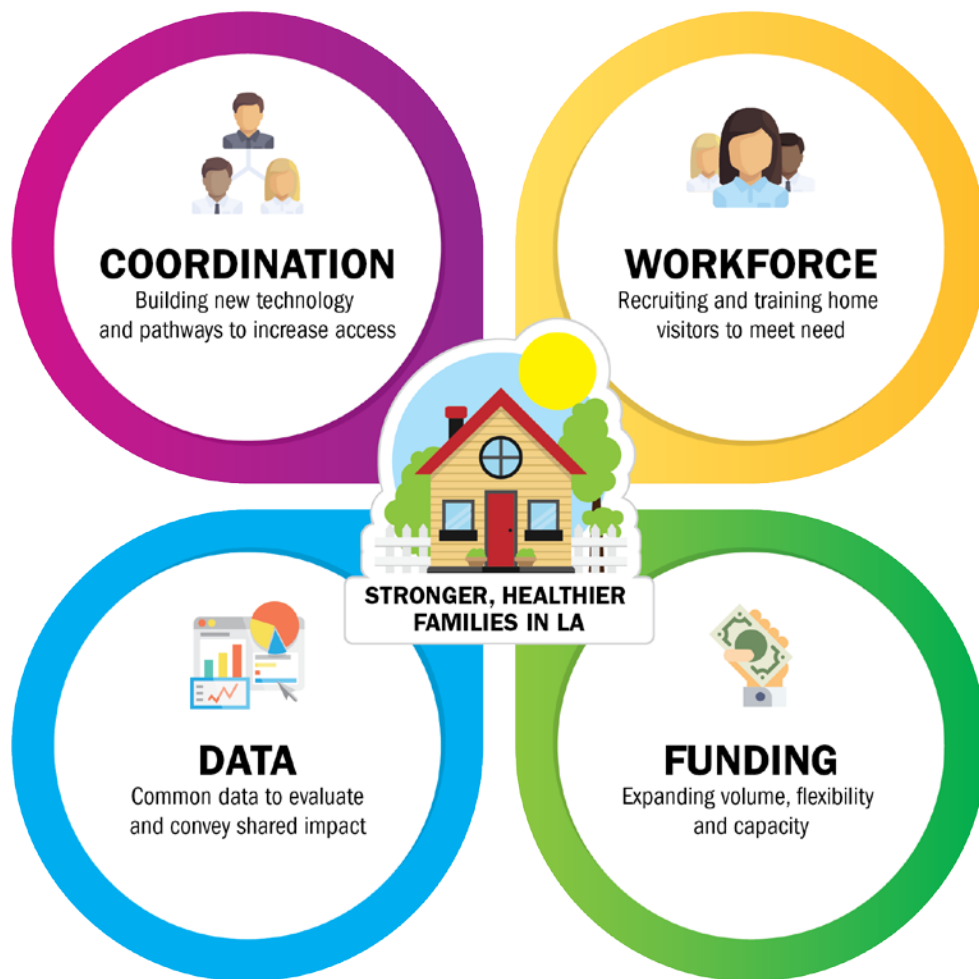 COORDINATION
Building new technology
and pathways to increase access
WORKFORCE
Recruiting and training home
visitors to meet need
STRONGER, HEALTHIER
FAMILIES IN LA
DATA
Common data to evaluate
and convey shared impact
FUNDING
Expanding volume, flexibility
and capacity